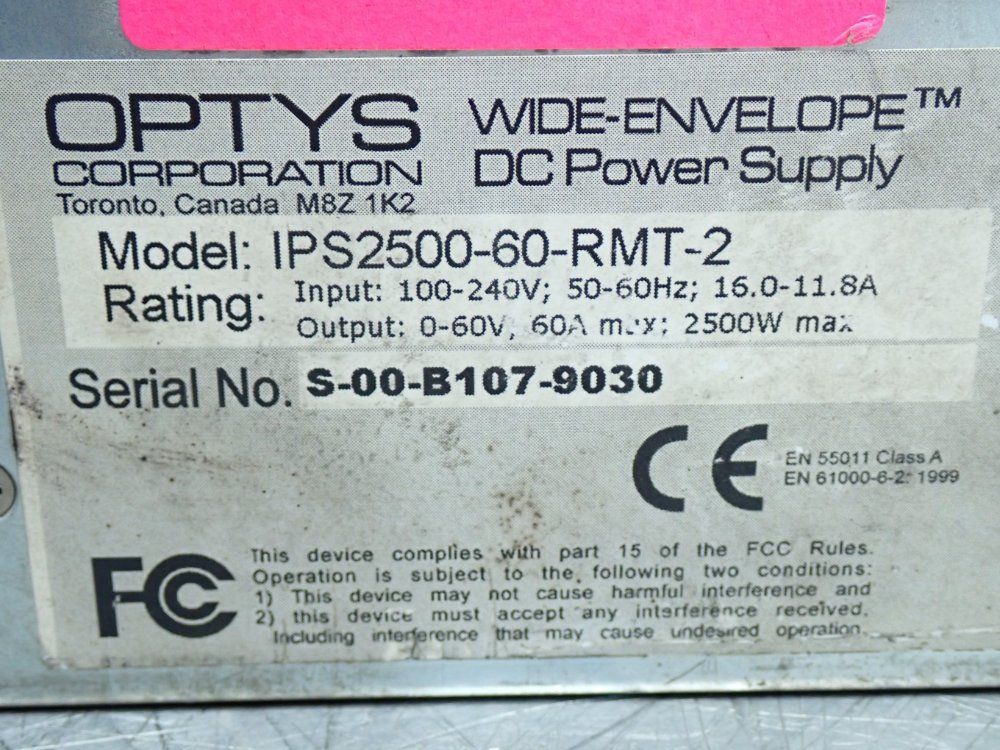 OPTYS
CORPORATION
Toronto, Canada M8Z 1K2
WIDE-ENVELOPE™
DC Power Supply
Model: IPS2500-60-RMT-2
Rating: Input: 100-240V; 50-60Hz; 16.0-11.8A
Output: 0-60V, 60A max; 2500W max
Serial No. S-00-B107-9030
CE
EN 55011 Class A
EN 61000-6-2: 1999
FC
This device complies with part 15 of the FCC Rules.
Operation is subject to the following two conditions:
1) This device may not cause harmful interference and
2) this device must accept any interference received,
Including interference that may cause undesired operation.